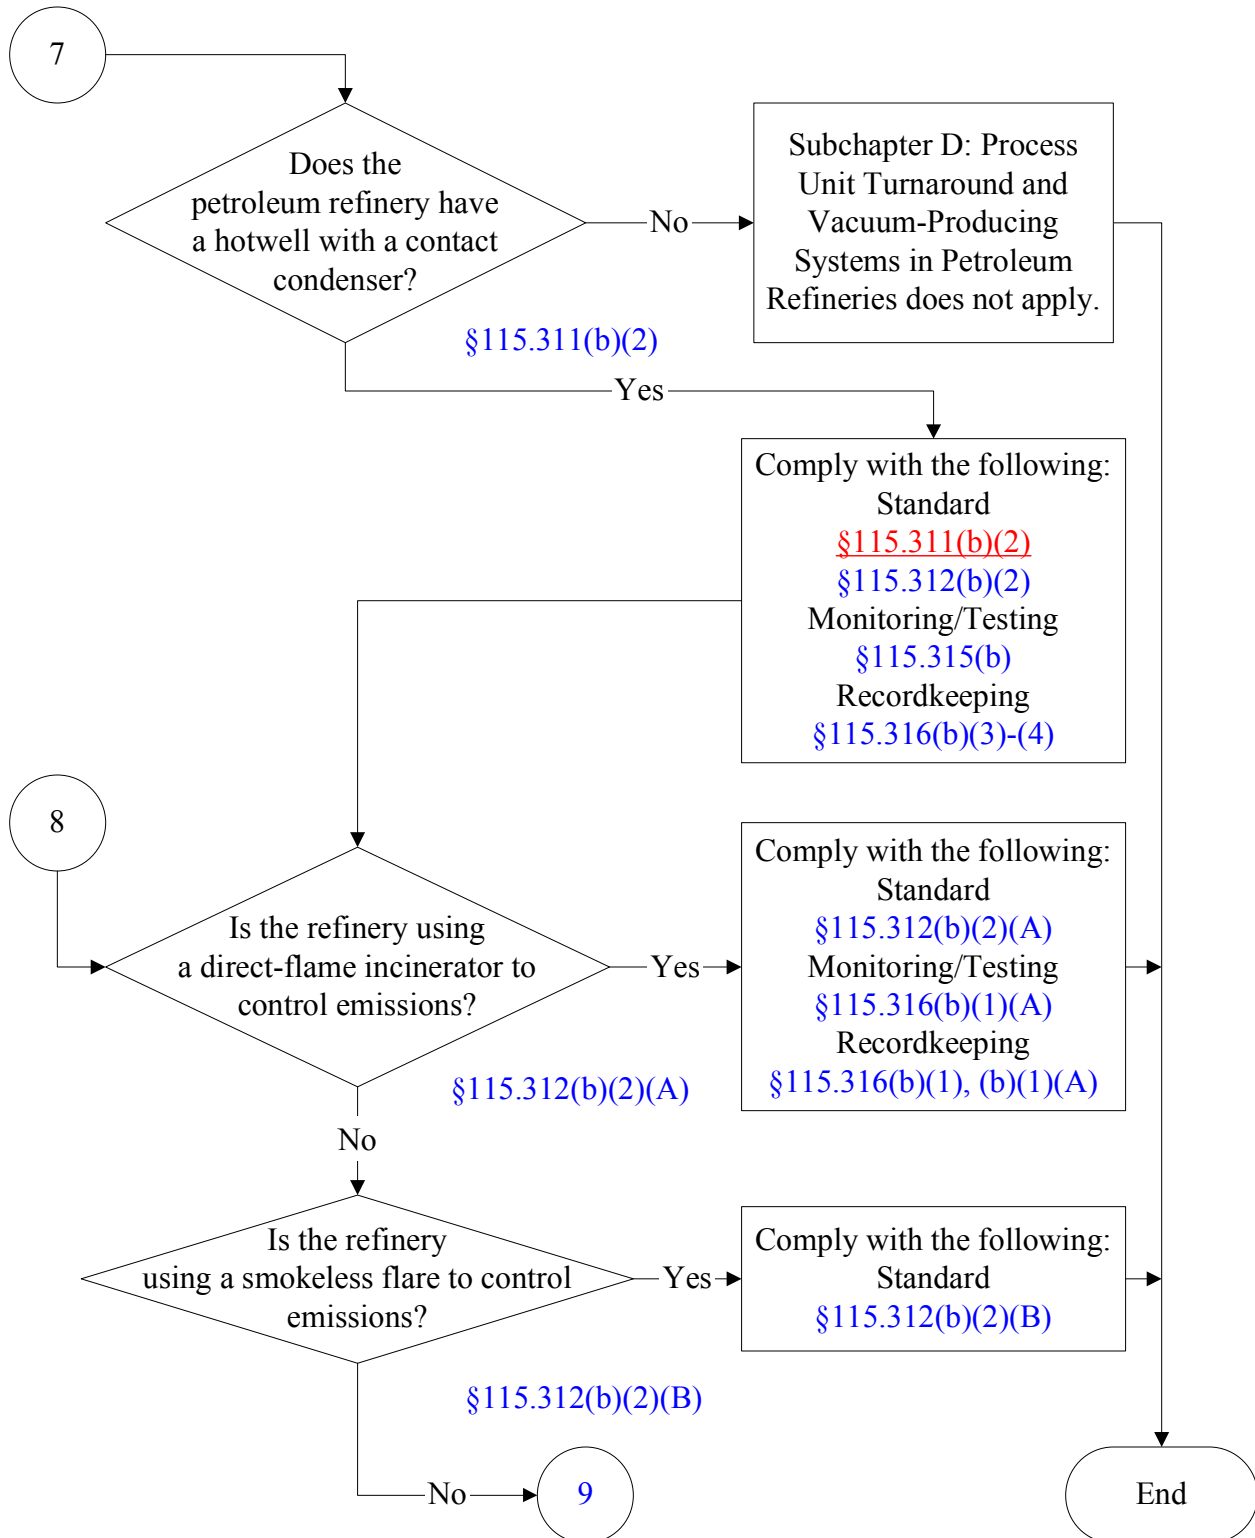 7
Does the
petroleum refinery have
a hotwell with a contact
condenser?
§115.311(b)(2)
No
Subchapter D: Process
Unit Turnaround and
Vacuum-Producing
Systems in Petroleum
Refineries does not apply.
Yes
Comply with the following:
Standard
§115.311(b)(2)
§115.312(b)(2)
Monitoring/Testing
§115.315(b)
Recordkeeping
§115.316(b)(3)-(4)
8
Is the refinery using
a direct-flame incinerator to
control emissions?
§115.312(b)(2)(A)
Yes
Comply with the following:
Standard
§115.312(b)(2)(A)
Monitoring/Testing
§115.316(b)(1)(A)
Recordkeeping
§115.316(b)(1), (b)(1)(A)
No
Is the refinery
using a smokeless flare to control
emissions?
§115.312(b)(2)(B)
Yes
Comply with the following:
Standard
§115.312(b)(2)(B)
No
9
End